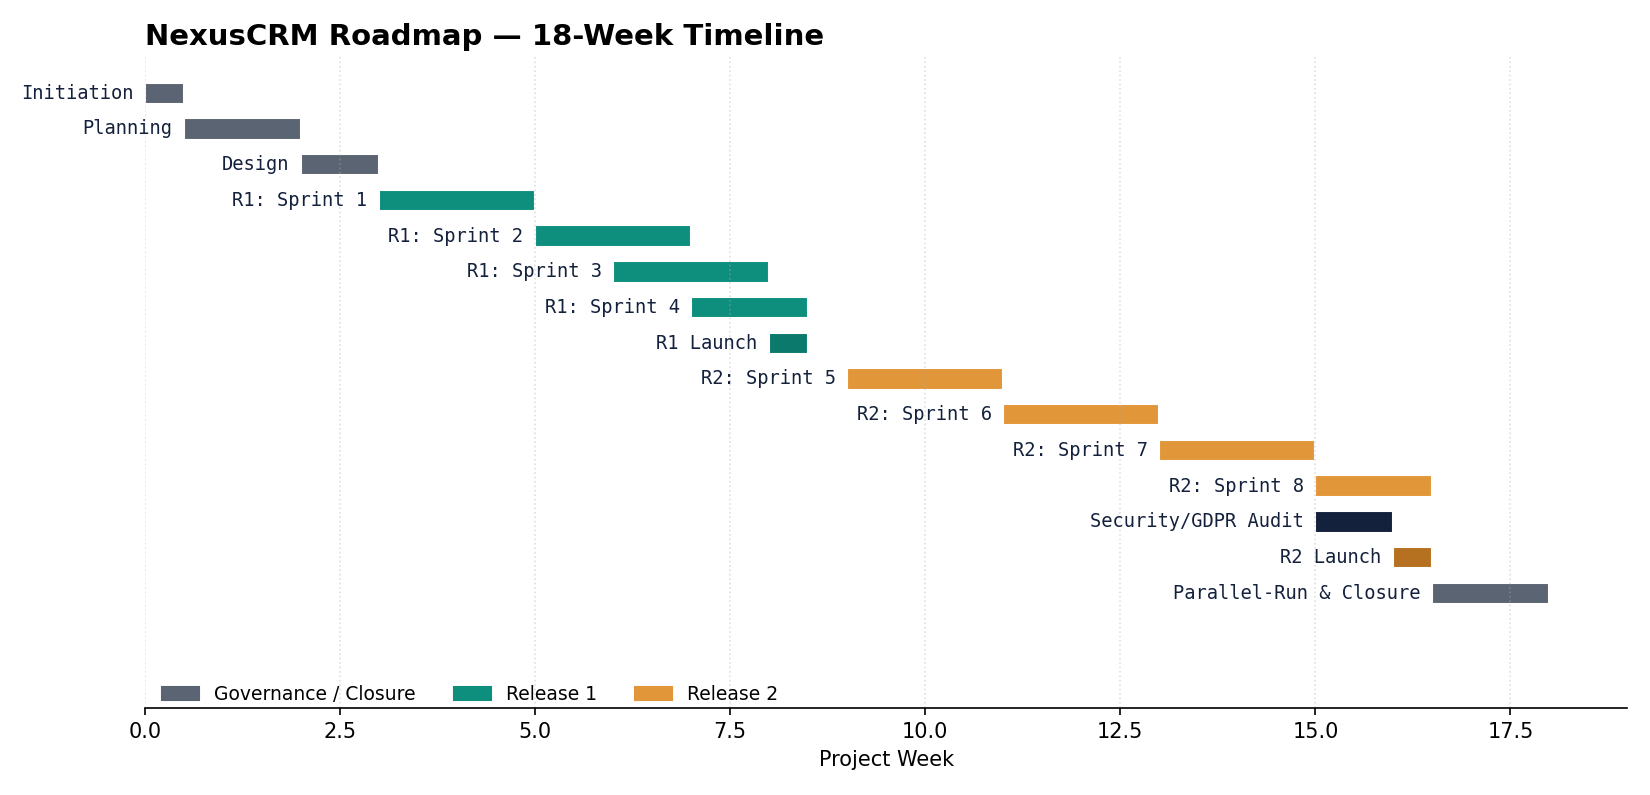 NexusCRM Roadmap — 18-Week Timeline
Initiation
Planning
Design
R1: Sprint 1
R1: Sprint 2
R1: Sprint 3
R1: Sprint 4
R1 Launch
R2: Sprint 5
R2: Sprint 6
R2: Sprint 7
R2: Sprint 8
Security/GDPR Audit
R2 Launch
Parallel-Run & Closure
Governance / Closure Release 1 Release 2
0.0 2.5 5.0 7.5 10.0 12.5 15.0 17.5
Project Week